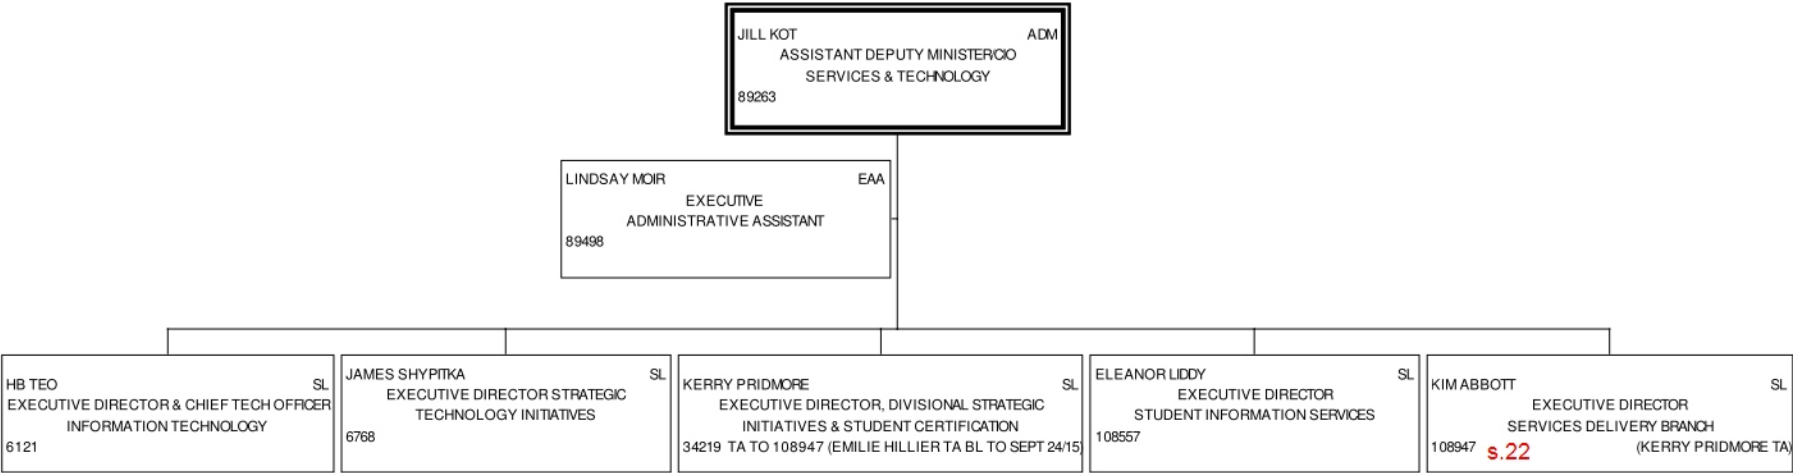 JILL KOT ADM
ASSISTANT DEPUTY MINISTER/CIO
SERVICES & TECHNOLOGY
89263
LINDSAY MOIR EAA
EXECUTIVE
ADMINISTRATIVE ASSISTANT
89498
HB TEO SL
EXECUTIVE DIRECTOR & CHIEF TECH OFFICER
INFORMATION TECHNOLOGY
6121
JAMES SHYPITKA SL
EXECUTIVE DIRECTOR STRATEGIC
TECHNOLOGY INITIATIVES
6768
KERRY PRIDMORE SL
EXECUTIVE DIRECTOR, DIVISIONAL STRATEGIC
INITIATIVES & STUDENT CERTIFICATION
34219 TA TO 108947 (EMILIE HILLIER TA BL TO SEPT 24/15)
ELEANOR LIDDY SL
EXECUTIVE DIRECTOR
STUDENT INFORMATION SERVICES
108557
KIM ABBOTT SL
EXECUTIVE DIRECTOR
SERVICES DELIVERY BRANCH
108947 s.22 (KERRY PRIDMORE TA)